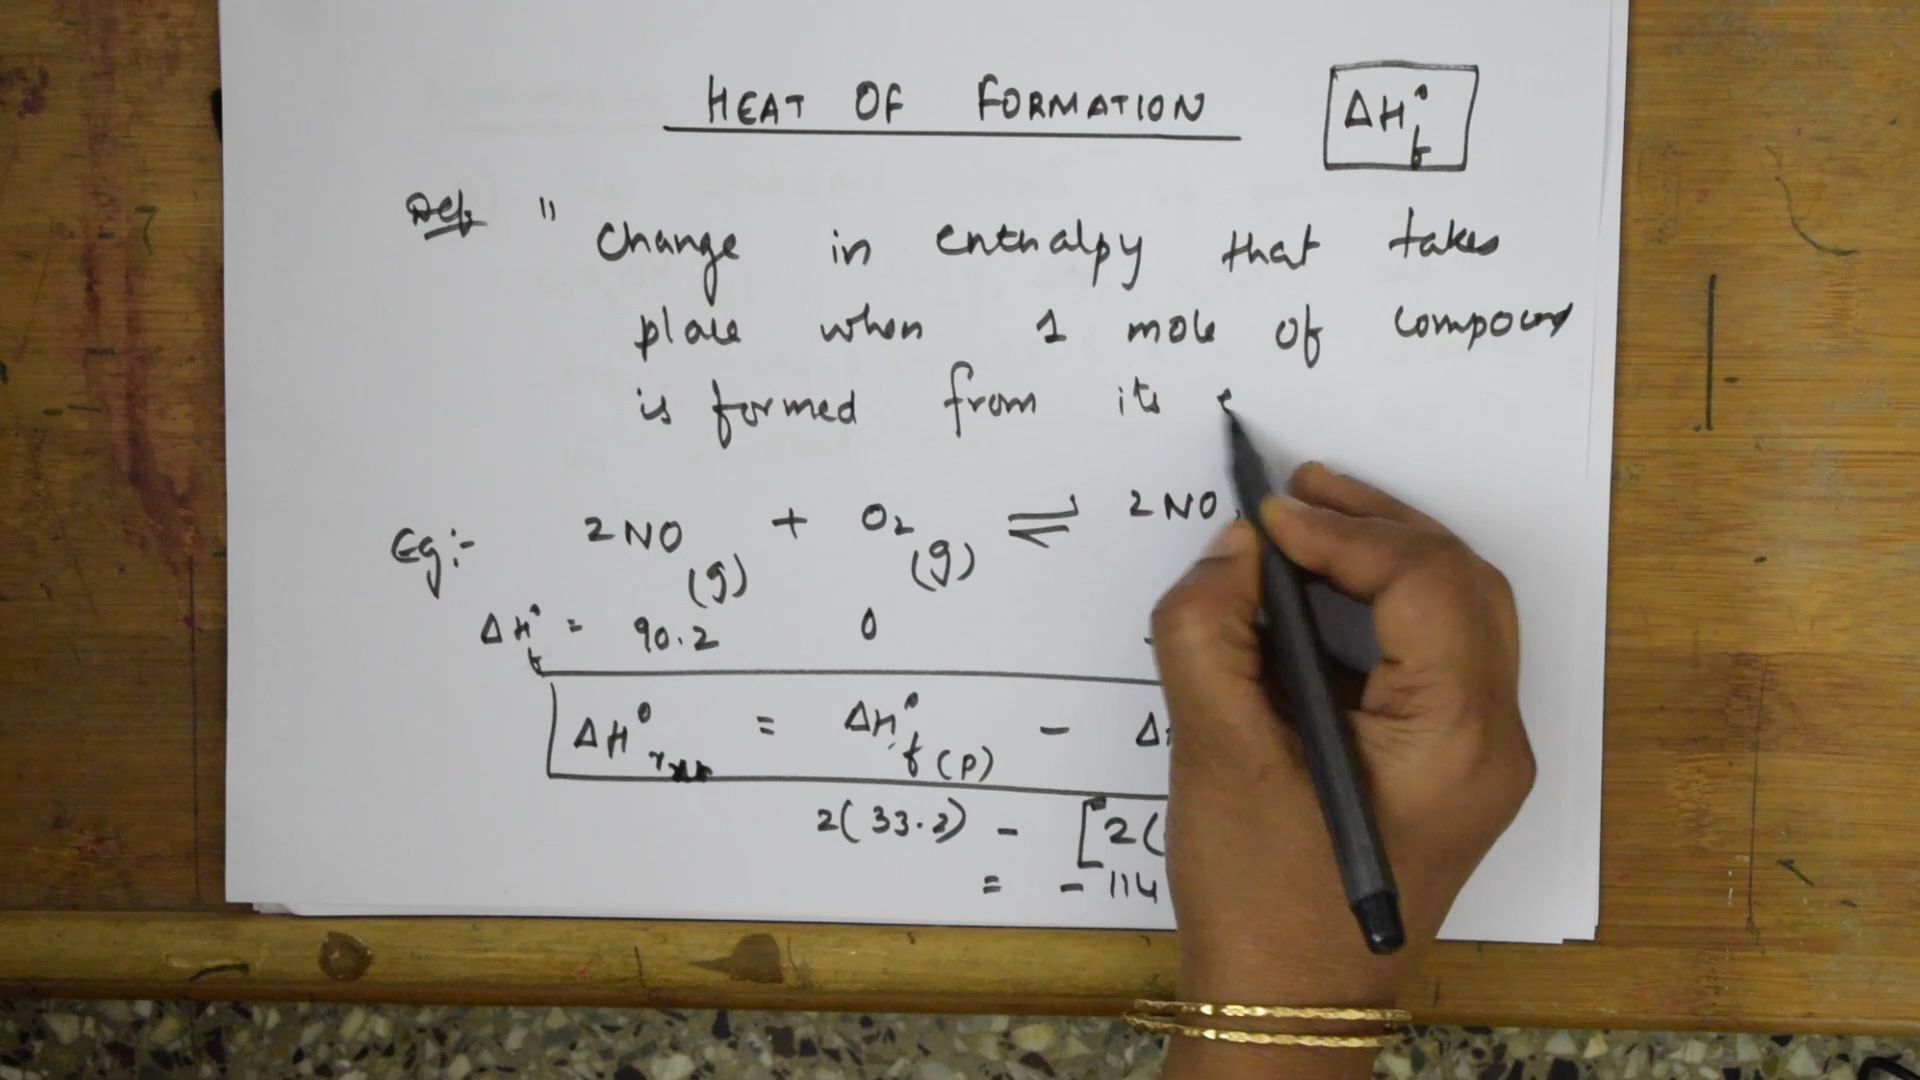 HEAT OF FORMATION
ΔH°f
Def " Change in enthalpy that takes
place when 1 mole of compound
is formed from its e
Eg:- 2NO(g) + O2(g) ⇌ 2NO
ΔH°f = 90.2 0
ΔH°rxn = ΔH°f(P) - Δ
2(33.2) - [2(
= - 114